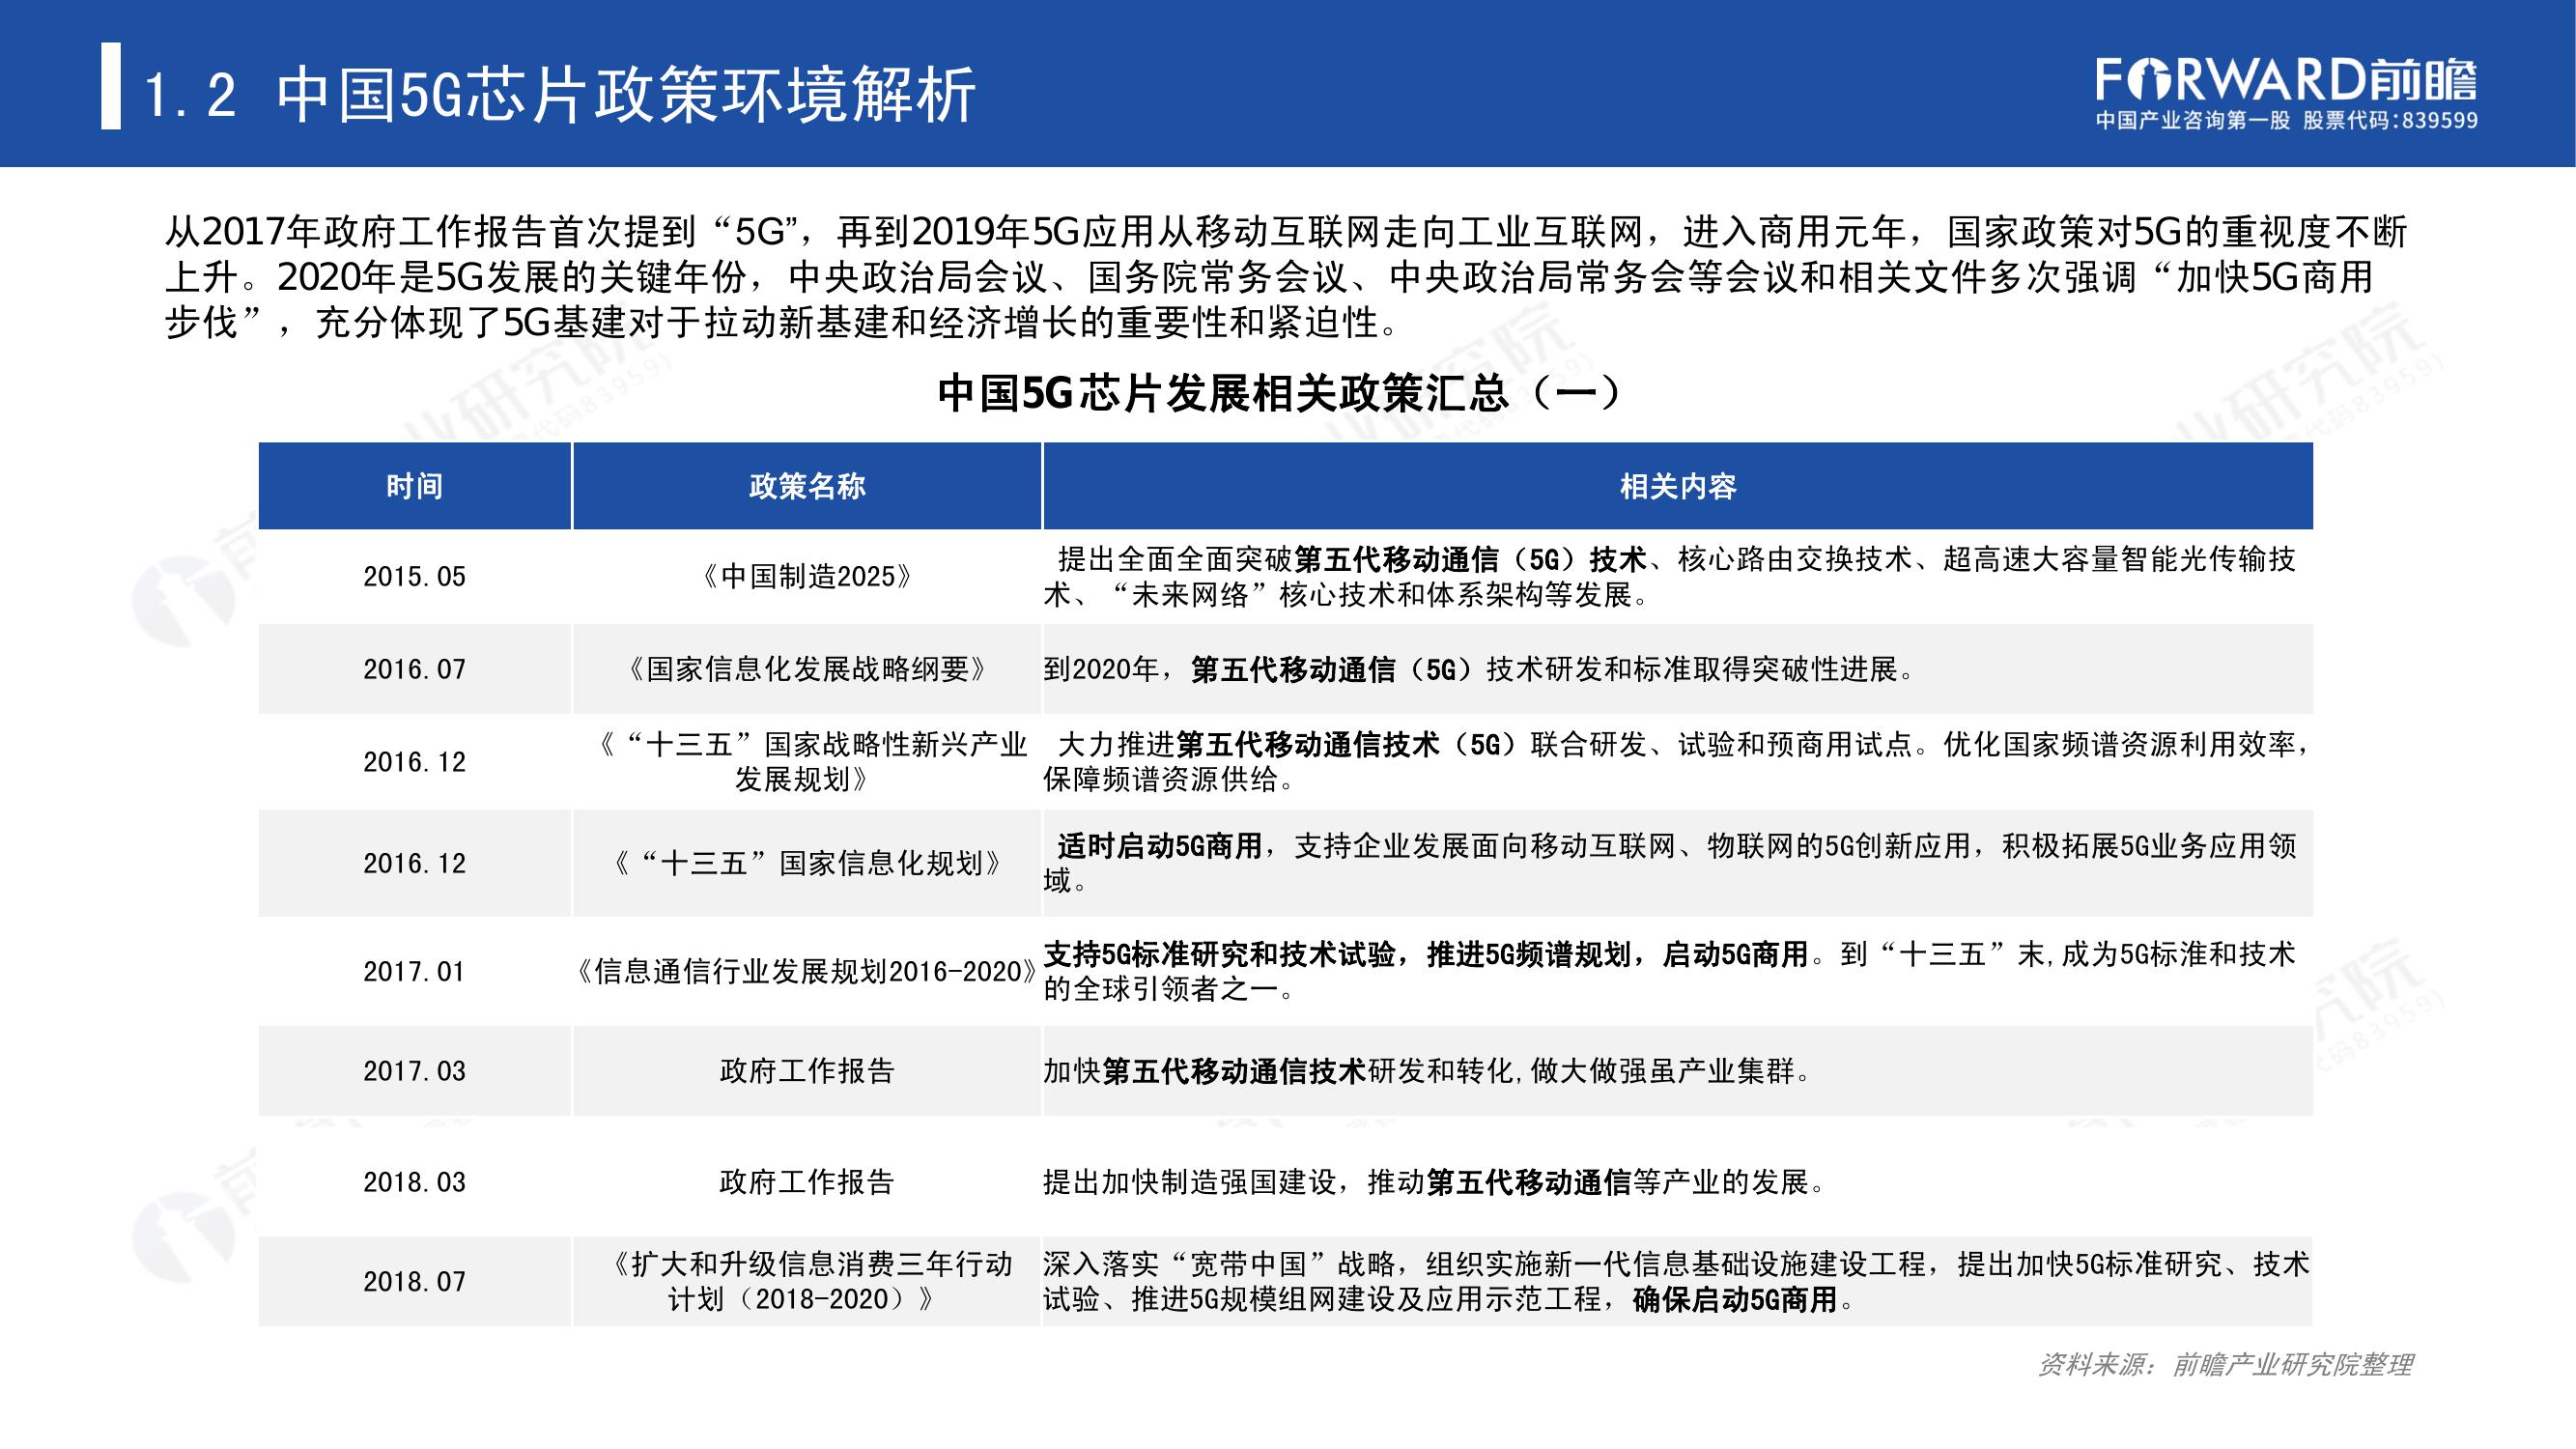 1.2 中国5G芯片政策环境解析
FORWARD前瞻
中国产业咨询第一股 股票代码:839599
从2017年政府工作报告首次提到“5G”，再到2019年5G应用从移动互联网走向工业互联网，进入商用元年，国家政策对5G的重视度不断
上升。2020年是5G发展的关键年份，中央政治局会议、国务院常务会议、中央政治局常务会等会议和相关文件多次强调“加快5G商用
步伐”，充分体现了5G基建对于拉动新基建和经济增长的重要性和紧迫性。
中国5G芯片发展相关政策汇总（一）
时间 政策名称 相关内容
2015.05 《中国制造2025》 提出全面全面突破第五代移动通信（5G）技术、核心路由交换技术、超高速大容量智能光传输技
术、“未来网络”核心技术和体系架构等发展。
2016.07 《国家信息化发展战略纲要》 到2020年，第五代移动通信（5G）技术研发和标准取得突破性进展。
2016.12 《“十三五”国家战略性新兴产业
发展规划》 大力推进第五代移动通信技术（5G）联合研发、试验和预商用试点。优化国家频谱资源利用效率，
保障频谱资源供给。
2016.12 《“十三五”国家信息化规划》 适时启动5G商用，支持企业发展面向移动互联网、物联网的5G创新应用，积极拓展5G业务应用领
域。
2017.01 《信息通信行业发展规划2016-2020》 支持5G标准研究和技术试验，推进5G频谱规划，启动5G商用。到“十三五”末,成为5G标淮和技术
的全球引领者之一。
2017.03 政府工作报告 加快第五代移动通信技术研发和转化,做大做强虽产业集群。
2018.03 政府工作报告 提出加快制造强国建设，推动第五代移动通信等产业的发展。
2018.07 《扩大和升级信息消费三年行动
计划（2018-2020）》 深入落实“宽带中国”战略，组织实施新一代信息基础设施建设工程，提出加快5G标准研究、技术
试验、推进5G规模组网建设及应用示范工程，确保启动5G商用。
资料来源：前瞻产业研究院整理